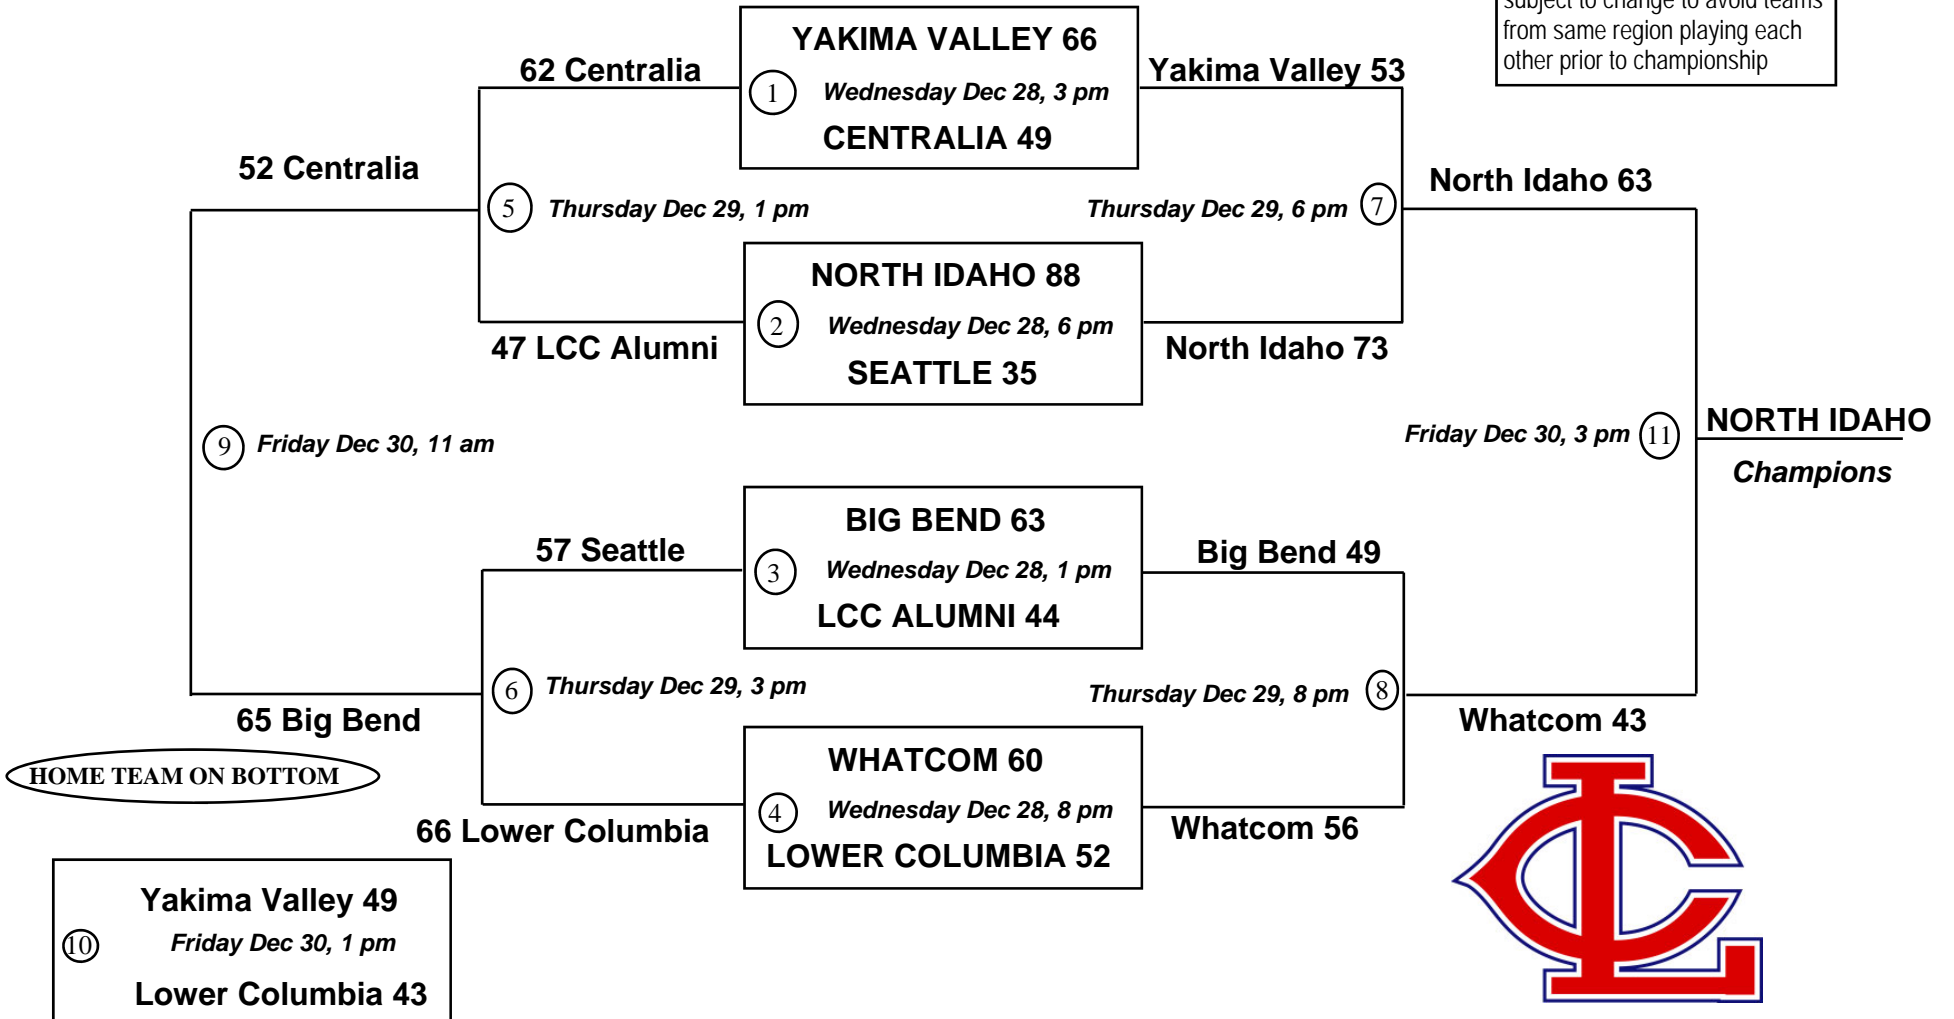 subject to change to avoid teams
from same region playing each
other prior to championship
YAKIMA VALLEY 66
62 Centralia
Yakima Valley 53
1 Wednesday Dec 28, 3 pm
CENTRALIA 49
52 Centralia
North Idaho 63
5 Thursday Dec 29, 1 pm
Thursday Dec 29, 6 pm 7
NORTH IDAHO 88
2 Wednesday Dec 28, 6 pm
47 LCC Alumni
North Idaho 73
SEATTLE 35
9 Friday Dec 30, 11 am
Friday Dec 30, 3 pm 11
NORTH IDAHO
Champions
BIG BEND 63
57 Seattle
Big Bend 49
3 Wednesday Dec 28, 1 pm
LCC ALUMNI 44
6 Thursday Dec 29, 3 pm
Thursday Dec 29, 8 pm 8
65 Big Bend
Whatcom 43
WHATCOM 60
HOME TEAM ON BOTTOM
4 Wednesday Dec 28, 8 pm
66 Lower Columbia
Whatcom 56
LOWER COLUMBIA 52
Yakima Valley 49
10 Friday Dec 30, 1 pm
Lower Columbia 43
LC